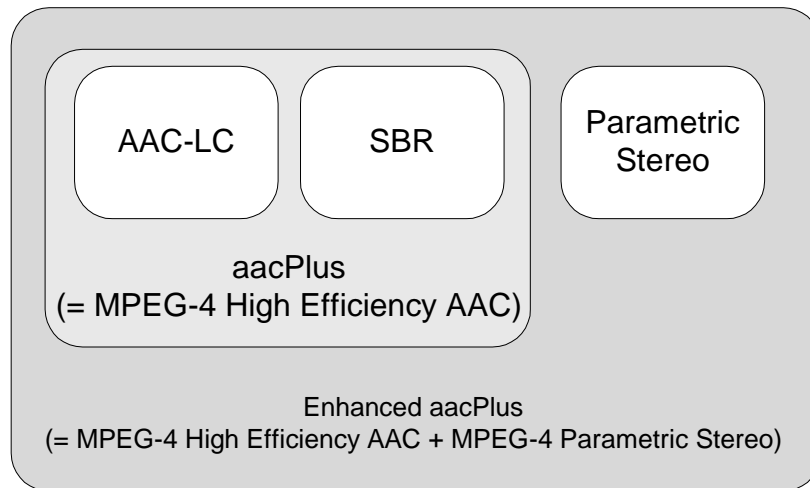 AAC-LC
SBR
Parametric
Stereo
aacPlus
(= MPEG-4 High Efficiency AAC)
Enhanced aacPlus
(= MPEG-4 High Efficiency AAC + MPEG-4 Parametric Stereo)